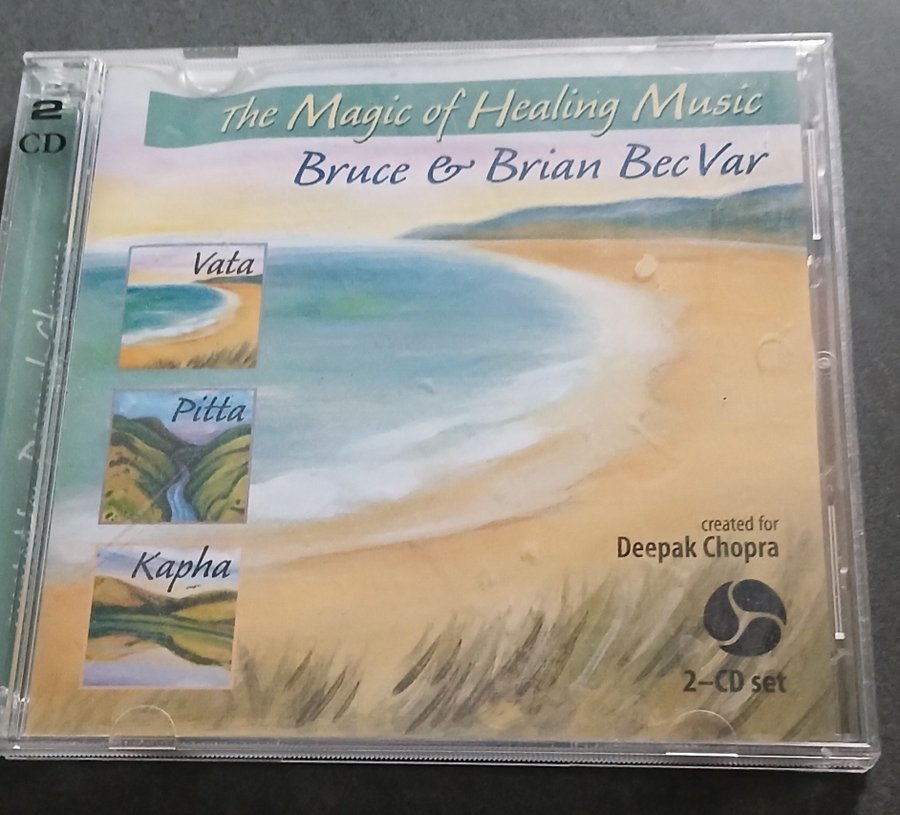 2
CD
The Magic of Healing Music
Bruce & Brian BecVar
Vata
Pitta
Kapha
created for
Deepak Chopra
2-CD set